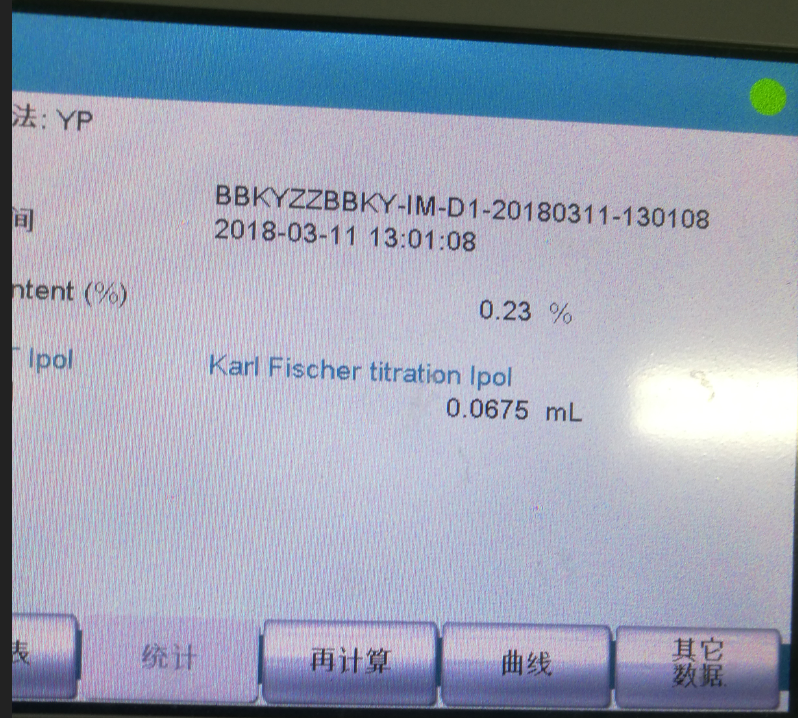 法: YP
BBKYZZBBKY-IM-D1-20180311-130108
间 2018-03-11 13:01:08
ntent (%) 0.23 %
Ipol Karl Fischer titration Ipol
0.0675 mL
表 统计 再计算 曲线 其它
数据